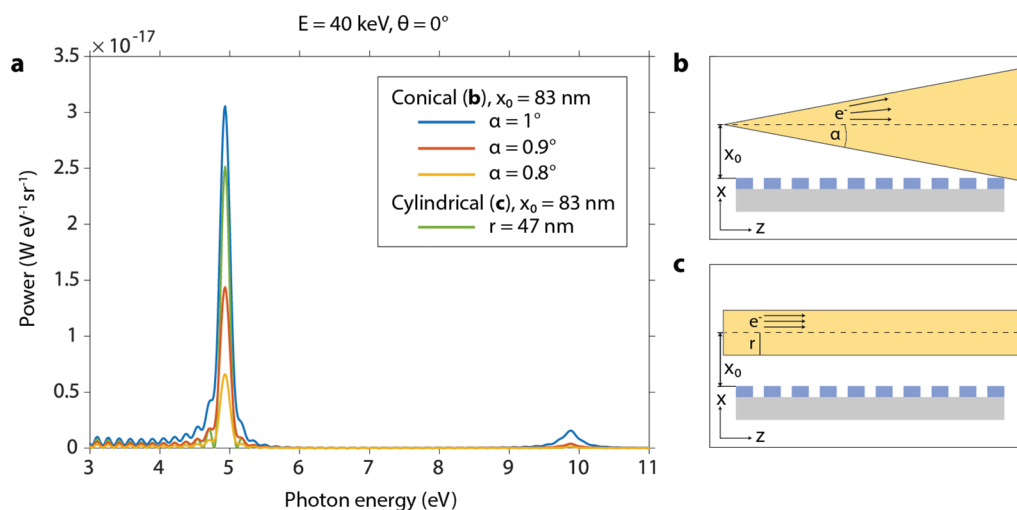 E = 40 keV, θ = 0°
a
× 10⁻¹⁷
3.5
3
2.5
2
1.5
1
0.5
0
Power (W eV⁻¹ sr⁻¹)
Conical (b), x₀ = 83 nm
α = 1°
α = 0.9°
α = 0.8°
Cylindrical (c), x₀ = 83 nm
r = 47 nm
3 4 5 6 7 8 9 10 11
Photon energy (eV)
b
e⁻
α
x₀
x
z
c
e⁻
r
x₀
x
z